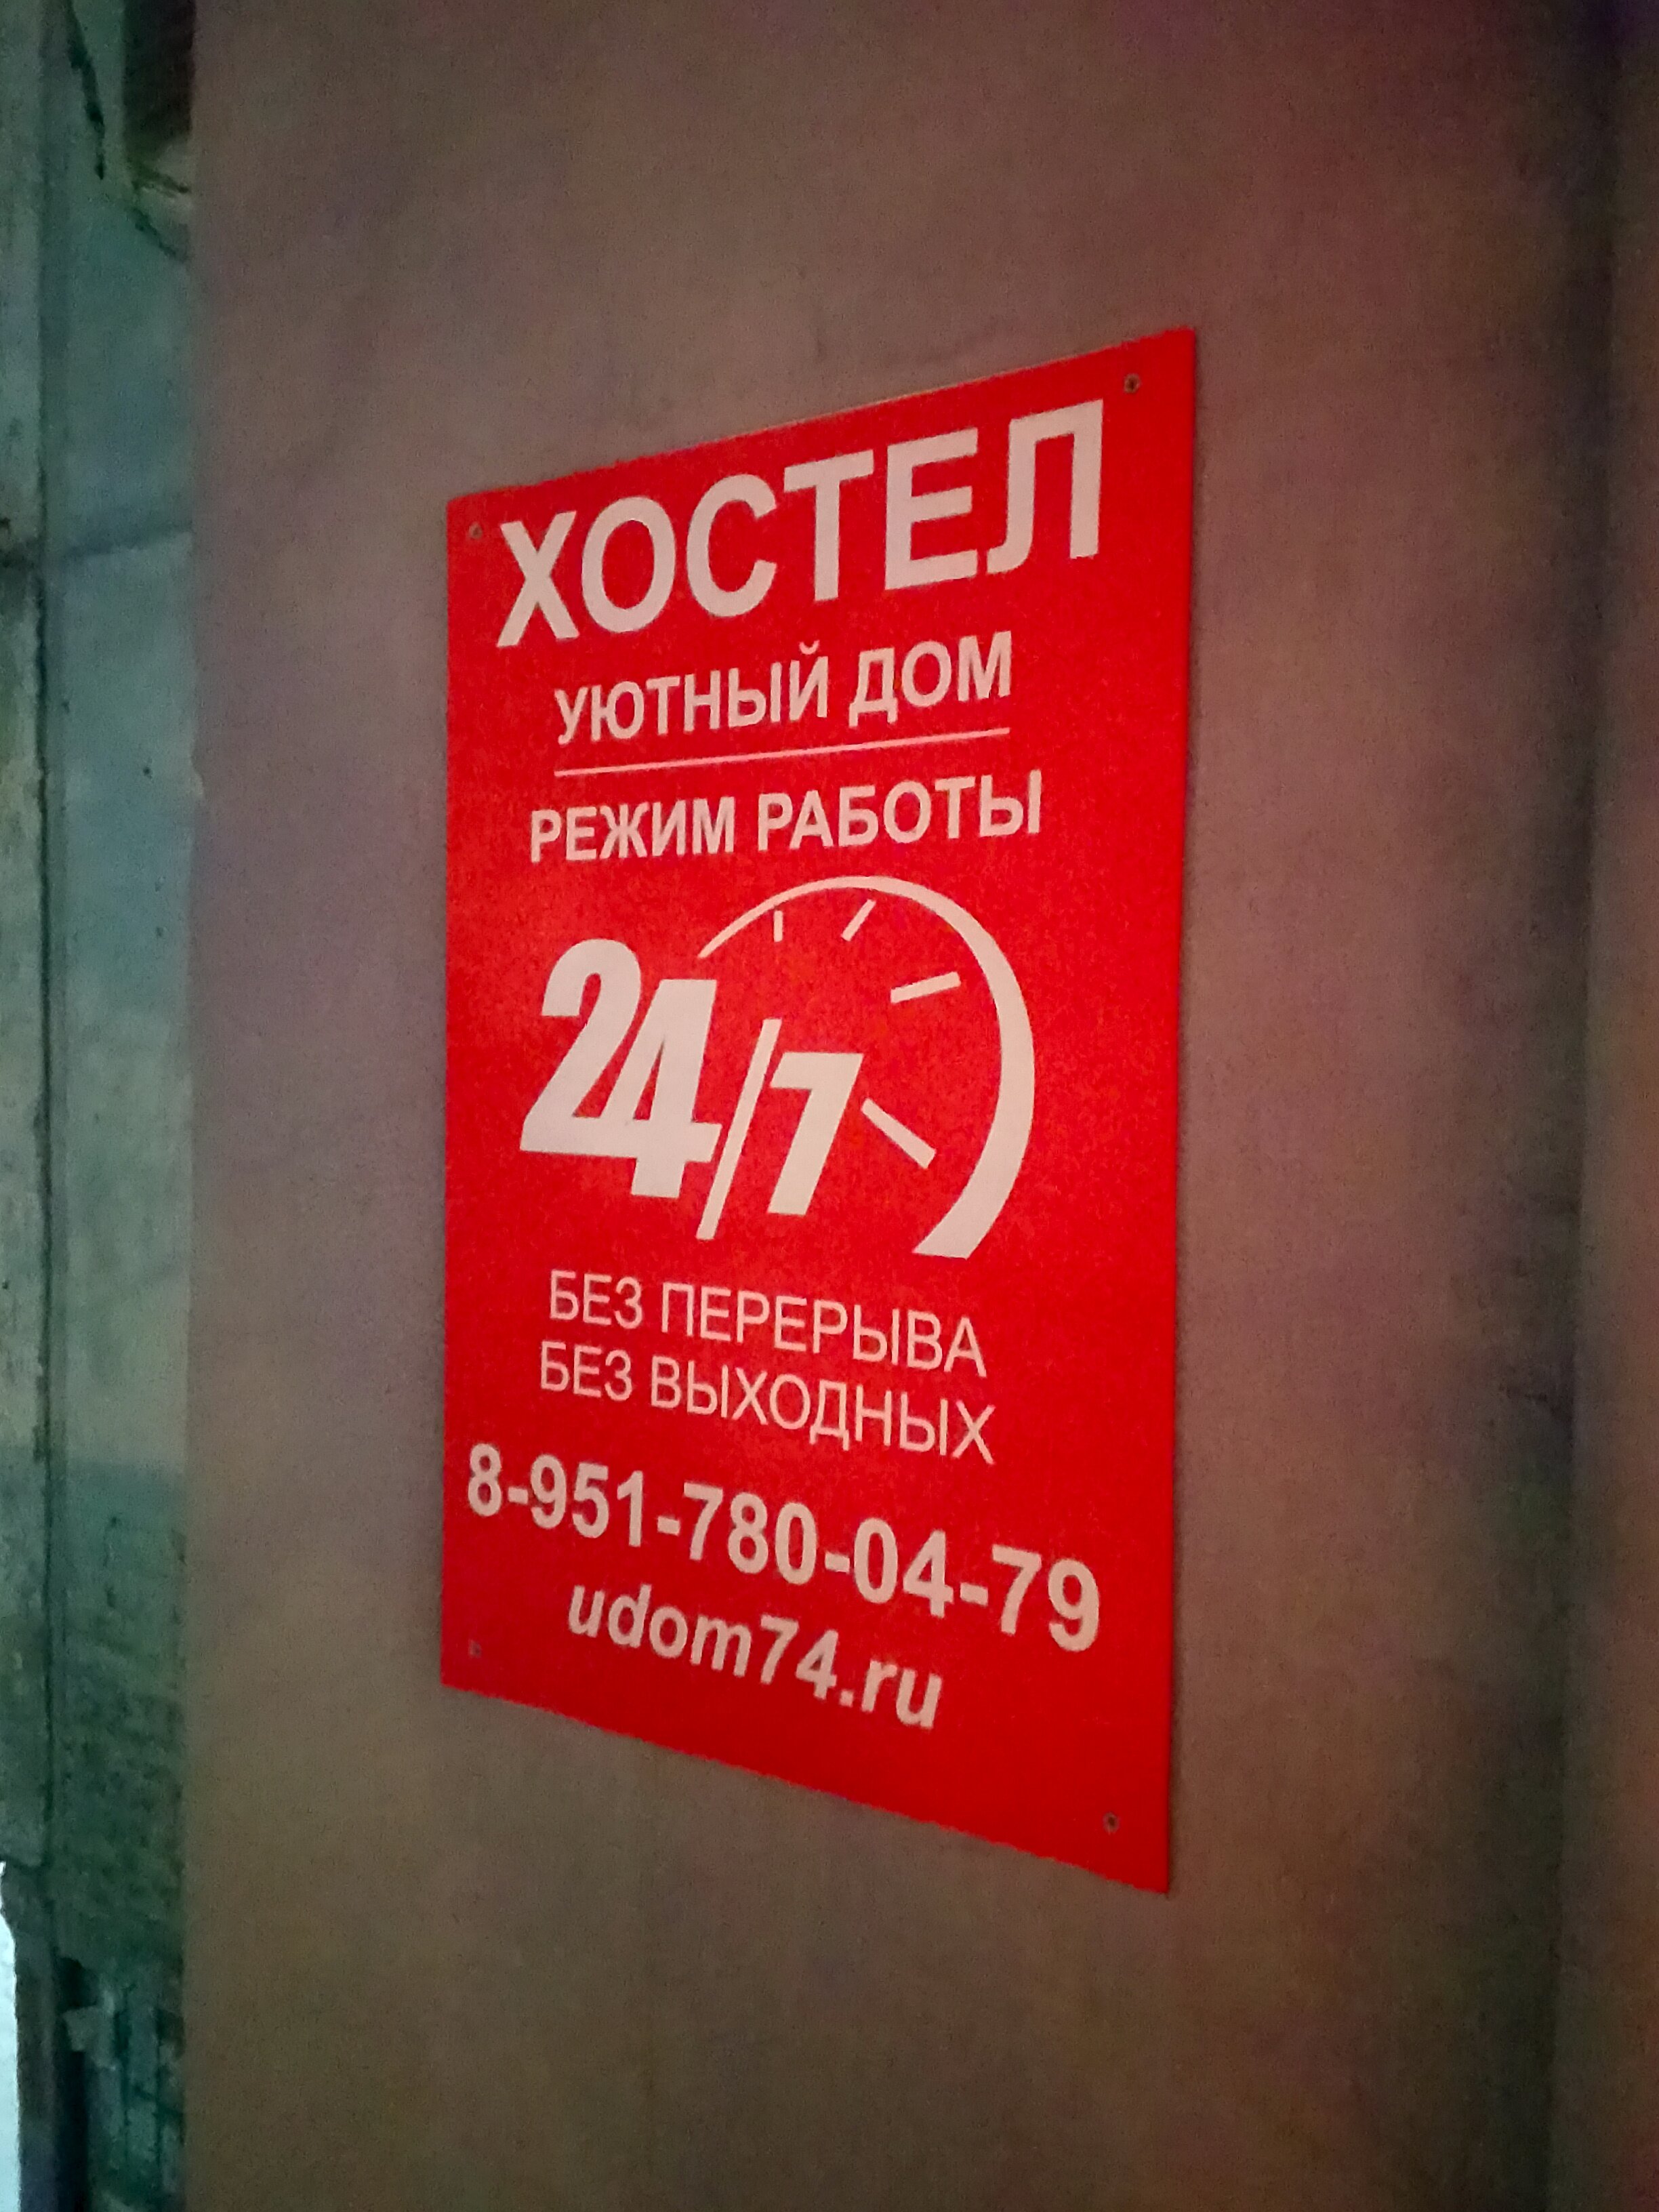 ХОСТЕЛ
УЮТНЫЙ ДОМ
РЕЖИМ РАБОТЫ
24/7
БЕЗ ПЕРЕРЫВА
БЕЗ ВЫХОДНЫХ
8-951-780-04-79
udom74.ru